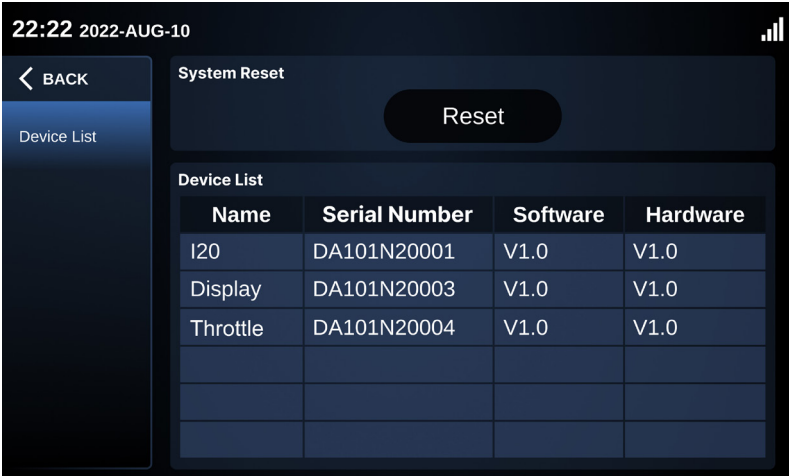 22:22 2022-AUG-10
BACK
Device List
System Reset
Reset
Device List
Name Serial Number Software Hardware
I20 DA101N20001 V1.0 V1.0
Display DA101N20003 V1.0 V1.0
Throttle DA101N20004 V1.0 V1.0